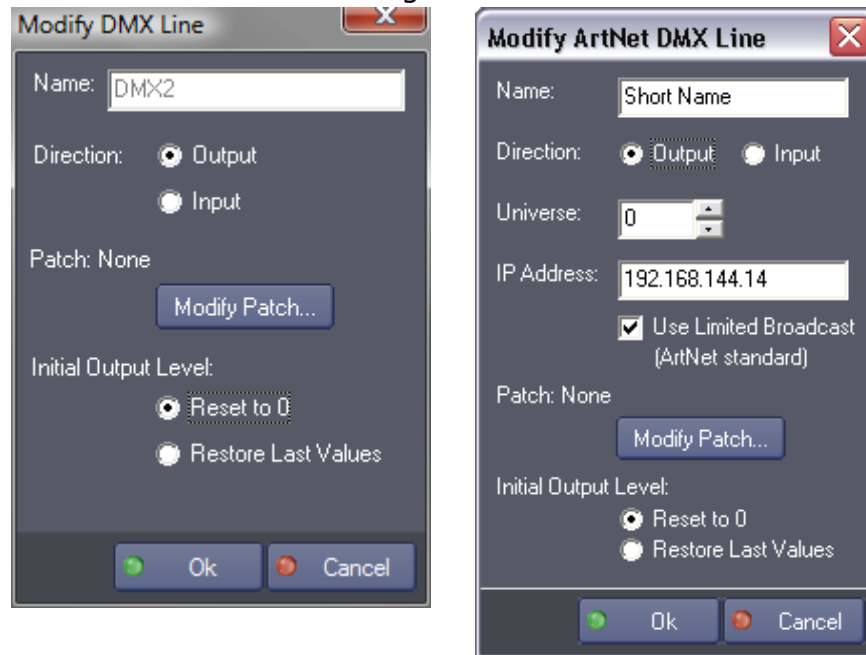 Modify DMX Line
Name: DMX2
Direction: Output
Input
Patch: None
Modify Patch...
Initial Output Level:
Reset to 0
Restore Last Values
Ok Cancel
Modify ArtNet DMX Line
Name: Short Name
Direction: Output Input
Universe: 0
IP Address: 192.168.144.14
Use Limited Broadcast
(ArtNet standard)
Patch: None
Modify Patch...
Initial Output Level:
Reset to 0
Restore Last Values
Ok Cancel